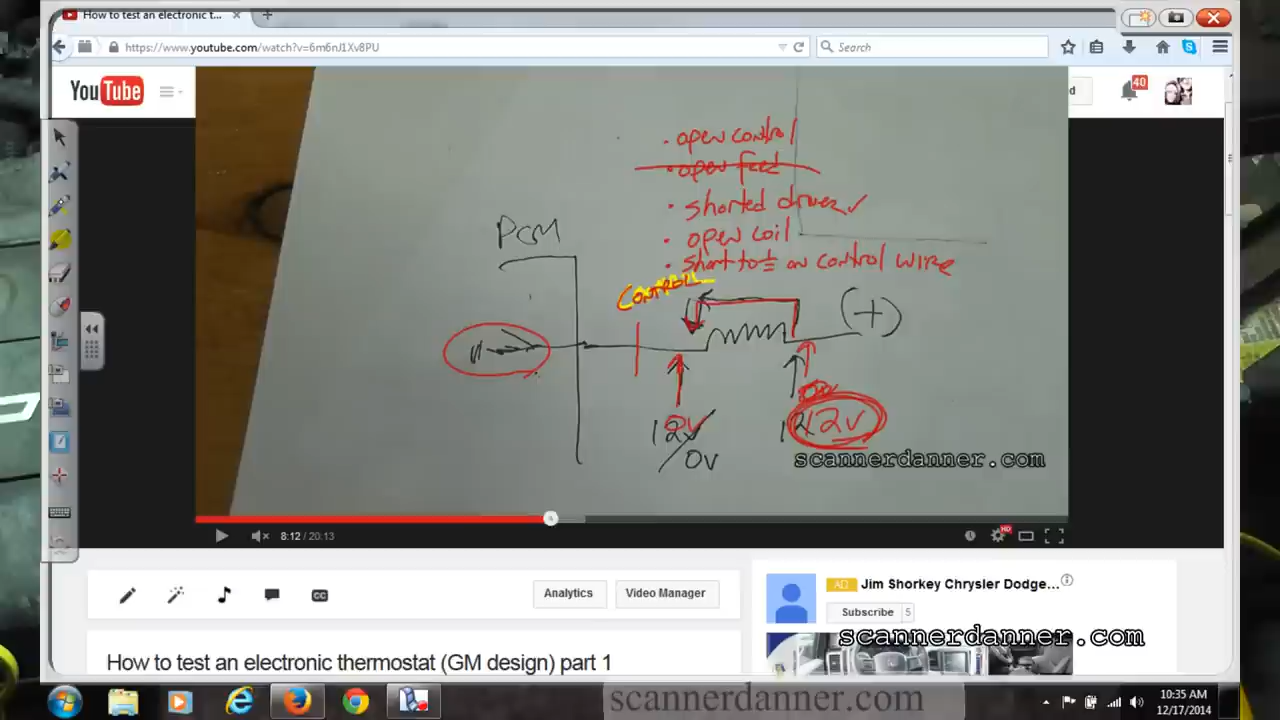 How to test an electronic t...
https://www.youtube.com/watch?v=6m6nJ1Xv8PU
Search
YouTube
40
d
• open control
• open feed
• shorted driver ✓
• open coil
• short to ⏚ on control wire
PCM
CONTROL
(+)
0v
12v
12v
0v
scannerdanner.com
8:12 / 20:13
HD
CC
Analytics
Video Manager
AD
Jim Shorkey Chrysler Dodge...
Subscribe 5
scannerdanner.com
How to test an electronic thermostat (GM design) part 1
scannerdanner.com
10:35 AM
12/17/2014